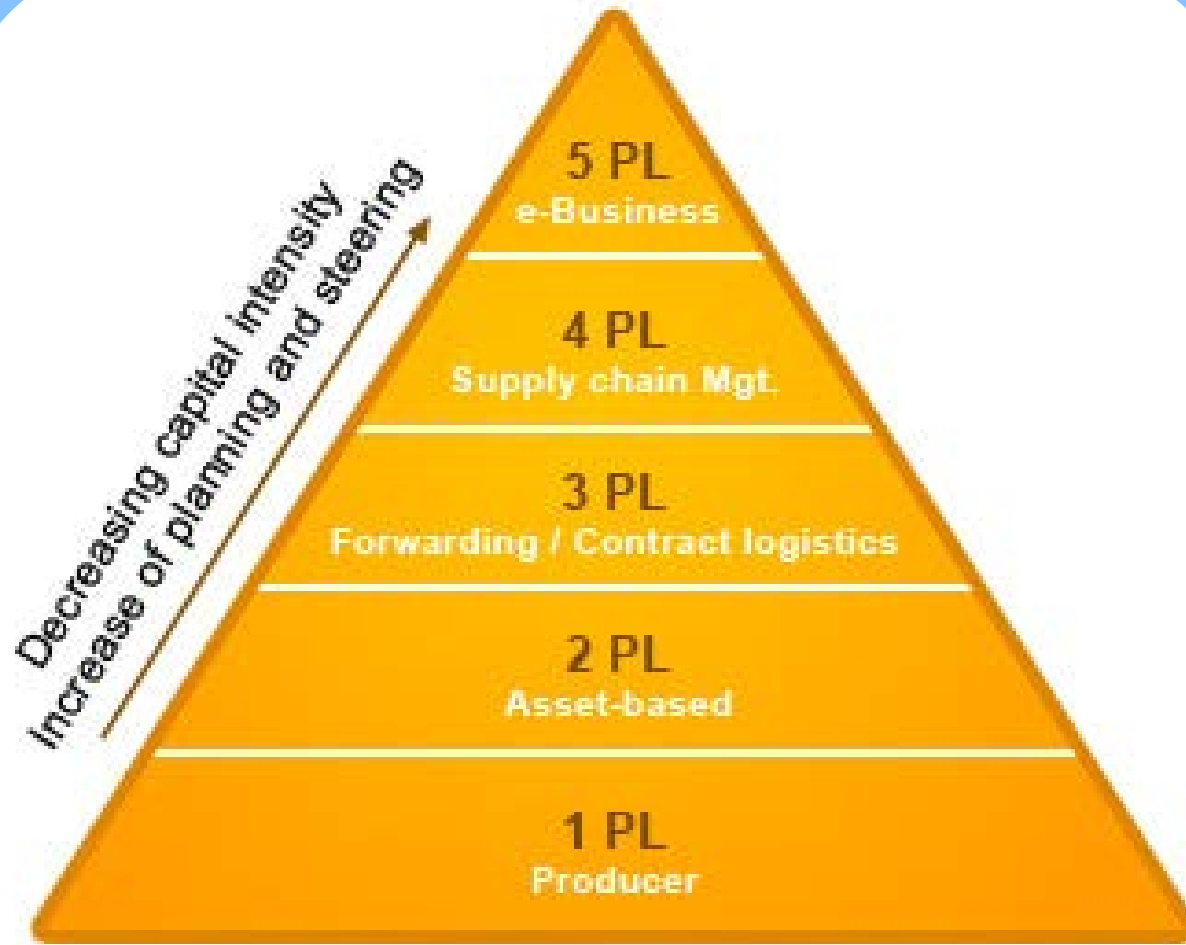 5 PL
e-Business
4 PL
Supply chain Mgt.
3 PL
Forwarding / Contract logistics
2 PL
Asset-based
1 PL
Producer
Decreasing capital intensity
Increase of planning and steering